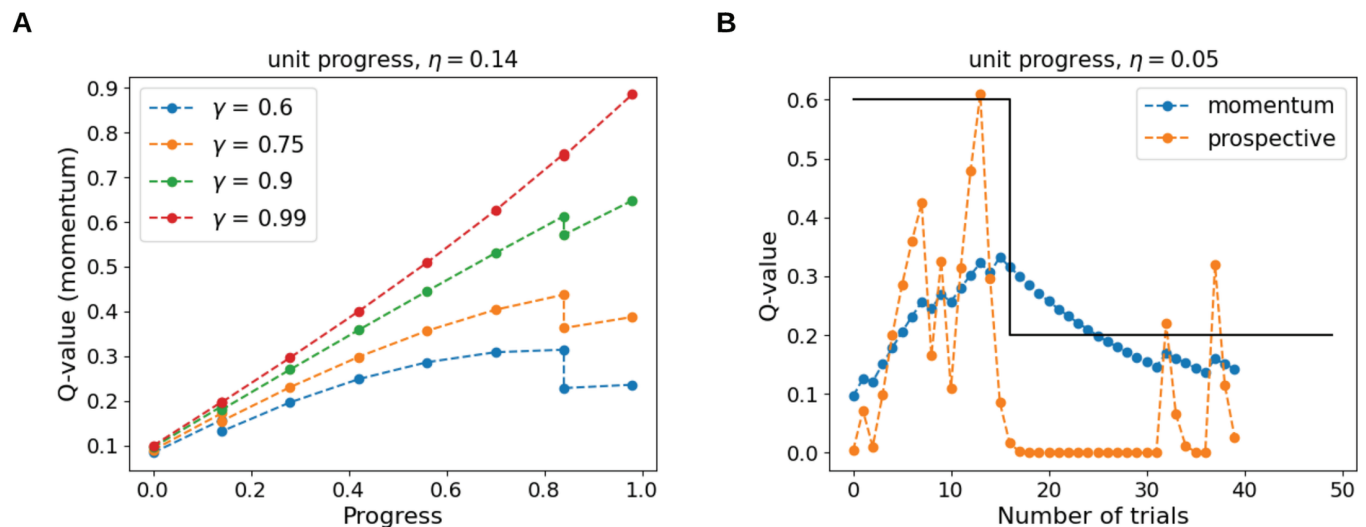 A
unit progress, η = 0.14
γ = 0.6
γ = 0.75
γ = 0.9
γ = 0.99
Q-value (momentum)
0.9
0.8
0.7
0.6
0.5
0.4
0.3
0.2
0.1
0.0 0.2 0.4 0.6 0.8 1.0
Progress
B
unit progress, η = 0.05
momentum
prospective
Q-value
0.6
0.5
0.4
0.3
0.2
0.1
0.0
0 10 20 30 40 50
Number of trials